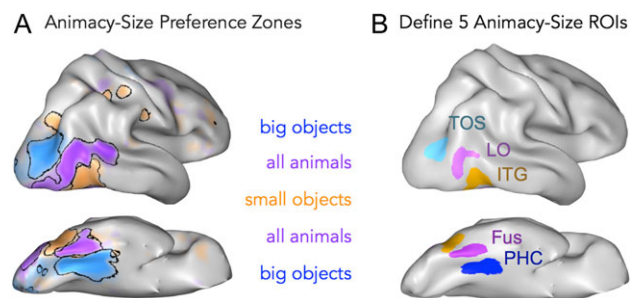 A Animacy-Size Preference Zones
big objects
all animals
small objects
all animals
big objects
B Define 5 Animacy-Size ROIs
TOS
LO
ITG
Fus
PHC